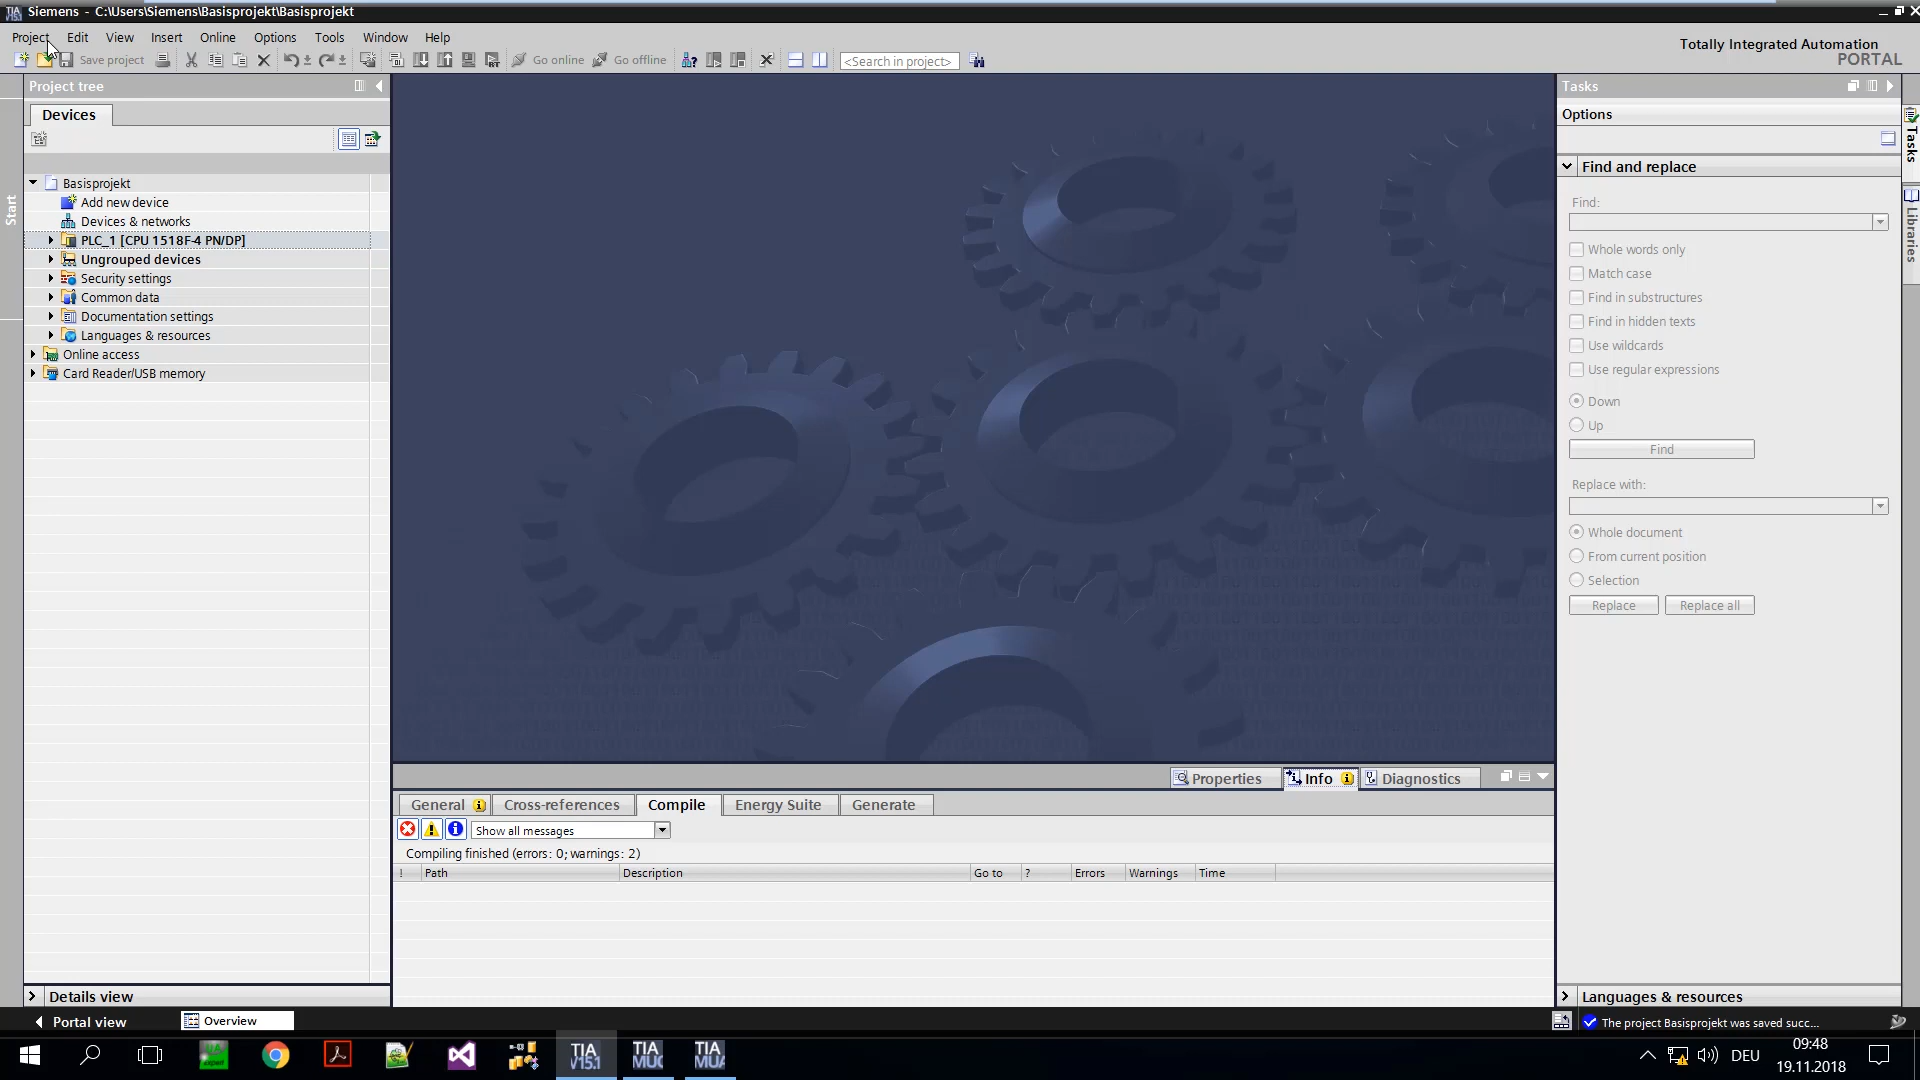 Siemens - C:\Users\Siemens\Basisprojekt\Basisprojekt
Project Edit View Insert Online Options Tools Window Help
Totally Integrated Automation
PORTAL
Save project Go online Go offline <Search in project>
Project tree
Devices
Start
Basisprojekt
Add new device
Devices & networks
PLC_1 [CPU 1518F-4 PN/DP]
Ungrouped devices
Security settings
Common data
Documentation settings
Languages & resources
Online access
Card Reader/USB memory
Details view
Properties Info Diagnostics
General Cross-references Compile Energy Suite Generate
Show all messages
Compiling finished (errors: 0; warnings: 2)
! Path Description Go to ? Errors Warnings Time
Tasks
Options
Find and replace
Find:
Whole words only
Match case
Find in substructures
Find in hidden texts
Use wildcards
Use regular expressions
Down
Up
Find
Replace with:
Whole document
From current position
Selection
Replace Replace all
Languages & resources
Tasks
Libraries
Portal view Overview
The project Basisprojekt was saved succ...
TIA V15.1
TIA
TIA
DEU
09:48
19.11.2018